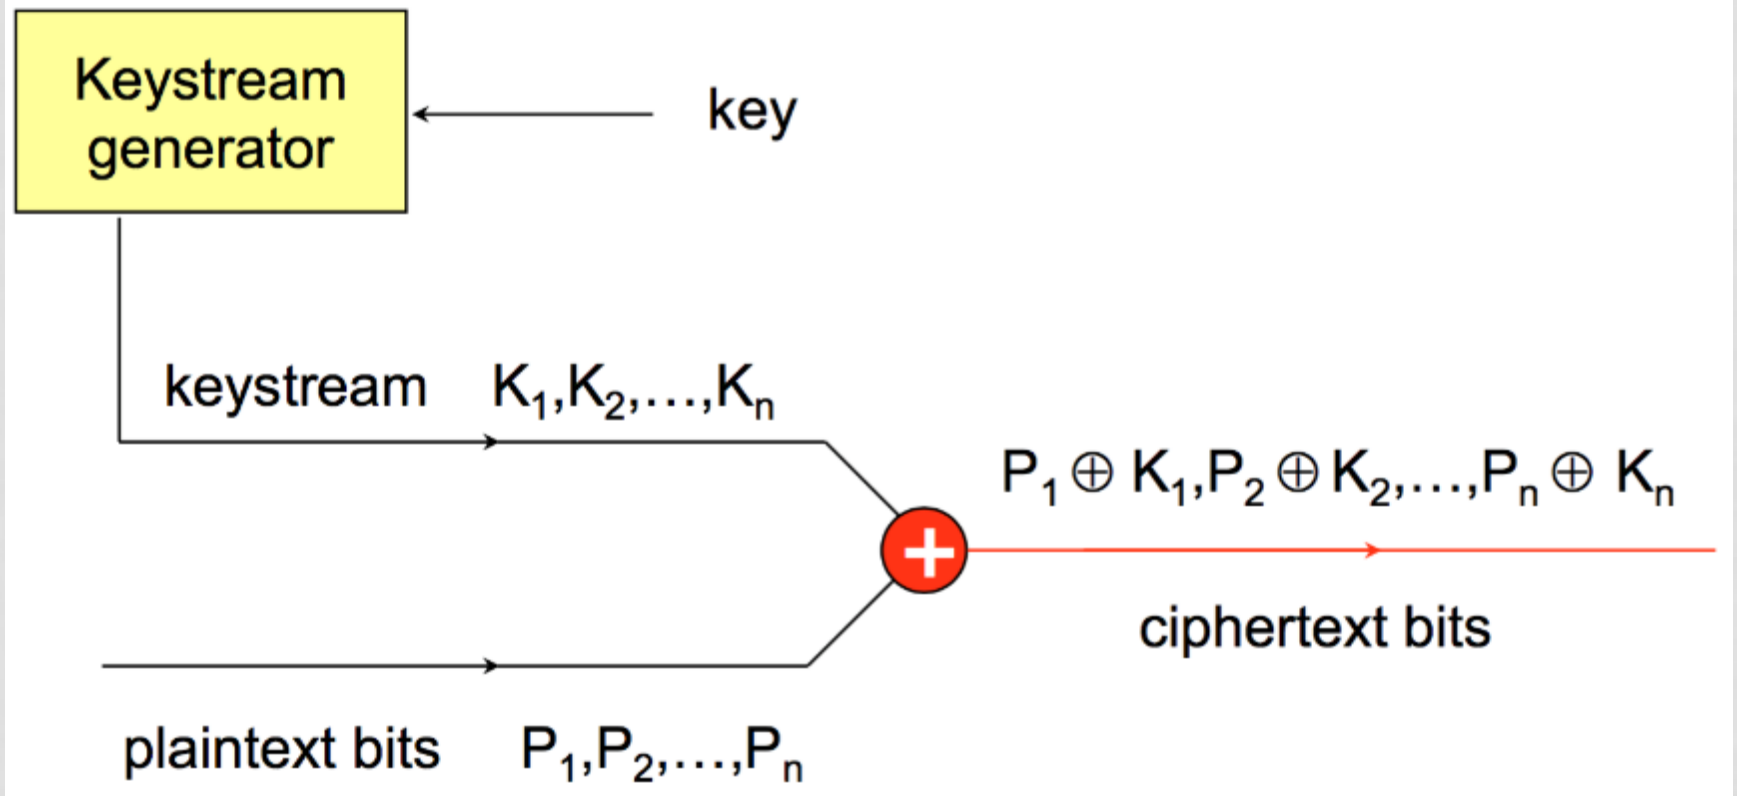 Keystream
generator
key
keystream K₁,K₂,...,Kₙ
P₁ ⊕ K₁,P₂ ⊕ K₂,...,Pₙ ⊕ Kₙ
+
ciphertext bits
plaintext bits P₁,P₂,...,Pₙ